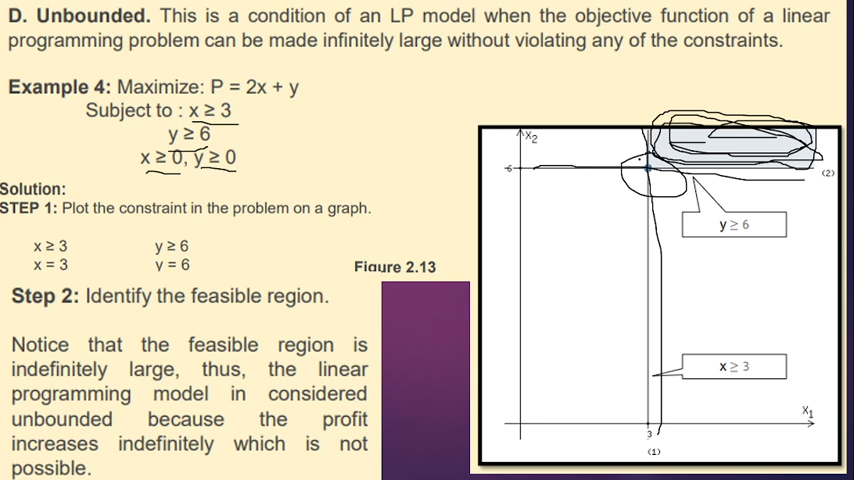 D. Unbounded. This is a condition of an LP model when the objective function of a linear
programming problem can be made infinitely large without violating any of the constraints.
Example 4: Maximize: P = 2x + y
Subject to : x ≥ 3
y ≥ 6
x ≥ 0, y ≥ 0
Solution:
STEP 1: Plot the constraint in the problem on a graph.
x ≥ 3 y ≥ 6
x = 3 y = 6
Figure 2.13
Step 2: Identify the feasible region.
Notice that the feasible region is
indefinitely large, thus, the linear
programming model in considered
unbounded because the profit
increases indefinitely which is not
possible.
X2
6
(2)
y ≥ 6
x ≥ 3
X1
3
(1)